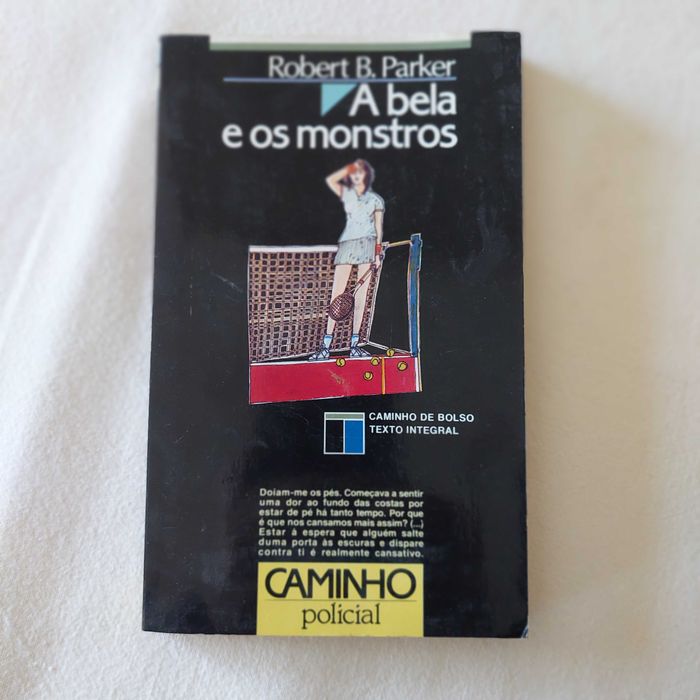 Robert B. Parker
A bela
e os monstros
CAMINHO DE BOLSO
TEXTO INTEGRAL
Doíam-me os pés. Começava a sentir
uma dor ao fundo das costas por
estar de pé há tanto tempo. Por que
é que nos cansamos mais assim? (...)
Estar à espera que alguém salte
duma porta às escuras e dispare
contra ti é realmente cansativo.
CAMINHO
policial